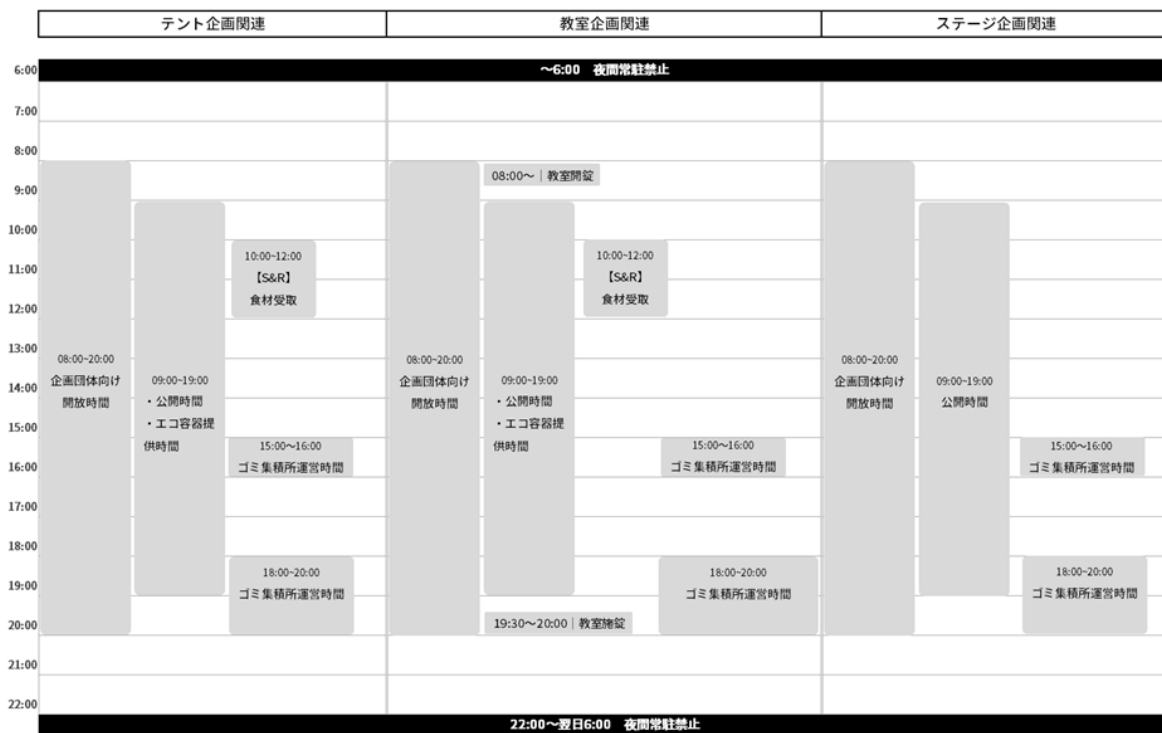 テント企画関連
教室企画関連
ステージ企画関連
6:00
～6:00 夜間常駐禁止
7:00
8:00
9:00
10:00
11:00
12:00
13:00
14:00
15:00
16:00
17:00
18:00
19:00
20:00
21:00
22:00
08:00~20:00
企画団体向け
開放時間
09:00~19:00
・公開時間
・エコ容器提
供時間
10:00~12:00
【S&R】
食材受取
15:00～16:00
ゴミ集積所運営時間
18:00~20:00
ゴミ集積所運営時間
08:00～｜教室開錠
08:00~20:00
企画団体向け
開放時間
09:00~19:00
・公開時間
・エコ容器提
供時間
10:00~12:00
【S&R】
食材受取
15:00～16:00
ゴミ集積所運営時間
18:00~20:00
ゴミ集積所運営時間
19:30～20:00｜教室施錠
08:00~20:00
企画団体向け
開放時間
09:00~19:00
公開時間
15:00～16:00
ゴミ集積所運営時間
18:00~20:00
ゴミ集積所運営時間
22:00～翌日6:00 夜間常駐禁止